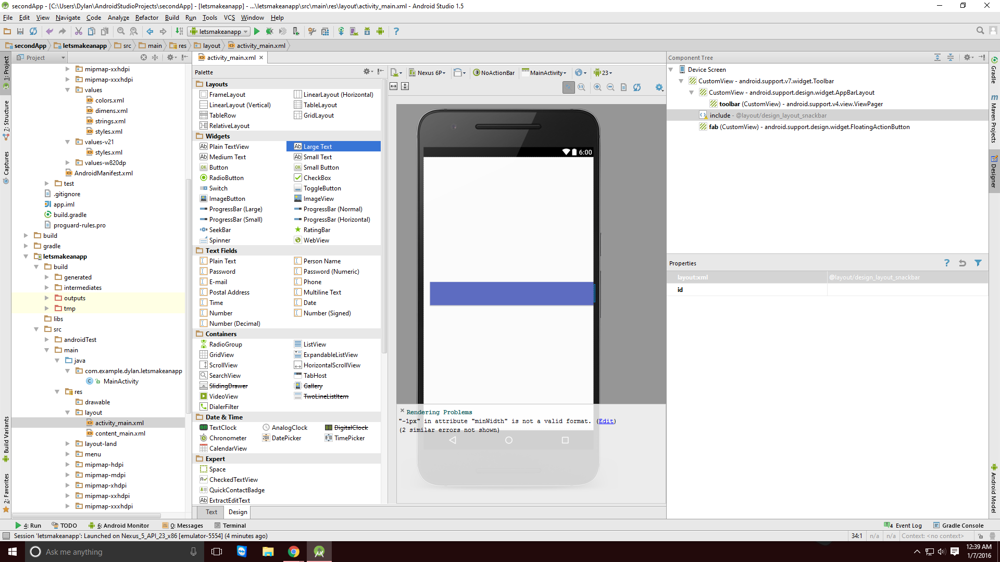 secondApp - [C:\Users\Dylan\AndroidStudioProjects\secondApp] - [letsmakeanapp] - ...\letsmakeanapp\src\main\res\layout\activity_main.xml - Android Studio 1.5
File Edit View Navigate Code Analyze Refactor Build Run Tools VCS Window Help
letsmakeanapp
secondApp letsmakeanapp src main res layout activity_main.xml
1: Project
7: Structure
Captures
Build Variants
2: Favorites
Project
mipmap-xxhdpi
mipmap-xxxhdpi
values
colors.xml
dimens.xml
strings.xml
styles.xml
values-v21
styles.xml
values-w820dp
AndroidManifest.xml
test
.gitignore
app.iml
build.gradle
proguard-rules.pro
build
gradle
letsmakeanapp
build
generated
intermediates
outputs
tmp
libs
src
androidTest
main
java
com.example.dylan.letsmakeanapp
MainActivity
res
drawable
layout
activity_main.xml
content_main.xml
layout-land
menu
mipmap-hdpi
mipmap-mdpi
mipmap-xhdpi
mipmap-xxhdpi
mipmap-xxxhdpi
activity_main.xml
Palette
Layouts
FrameLayout LinearLayout (Horizontal)
LinearLayout (Vertical) TableLayout
TableRow GridLayout
RelativeLayout
Widgets
Plain TextView Large Text
Medium Text Small Text
Button Small Button
RadioButton CheckBox
Switch ToggleButton
ImageButton ImageView
ProgressBar (Large) ProgressBar (Normal)
ProgressBar (Small) ProgressBar (Horizontal)
SeekBar RatingBar
Spinner WebView
Text Fields
Plain Text Person Name
Password Password (Numeric)
E-mail Phone
Postal Address Multiline Text
Time Date
Number Number (Signed)
Number (Decimal)
Containers
RadioGroup ListView
GridView ExpandableListView
ScrollView HorizontalScrollView
SearchView TabHost
SlidingDrawer Gallery
VideoView TwoLineListItem
DialerFilter
Date & Time
TextClock AnalogClock DigitalClock
Chronometer DatePicker TimePicker
CalendarView
Expert
Space
CheckedTextView
QuickContactBadge
ExtractEditText
Text Design
Nexus 6P NoActionBar MainActivity 23
6:00
Rendering Problems
"-1px" in attribute "minWidth" is not a valid format. (Edit)
(2 similar errors not shown)
Component Tree
Device Screen
CustomView - android.support.v7.widget.Toolbar
CustomView - android.support.design.widget.AppBarLayout
toolbar (CustomView) - android.support.v4.view.ViewPager
include - @layout/design_layout_snackbar
fab (CustomView) - android.support.design.widget.FloatingActionButton
Properties
layout:xml @layout/design_layout_snackbar
id
Gradle
Maven Projects
Designer
Android Model
4: Run TODO 6: Android Monitor 0: Messages Terminal Event Log Gradle Console
Session 'letsmakeanapp': Launched on Nexus_5_API_23_x86 [emulator-5554] (4 minutes ago) 34:1 n/a n/a Context: <no context>
Ask me anything
12:39 AM
1/7/2016